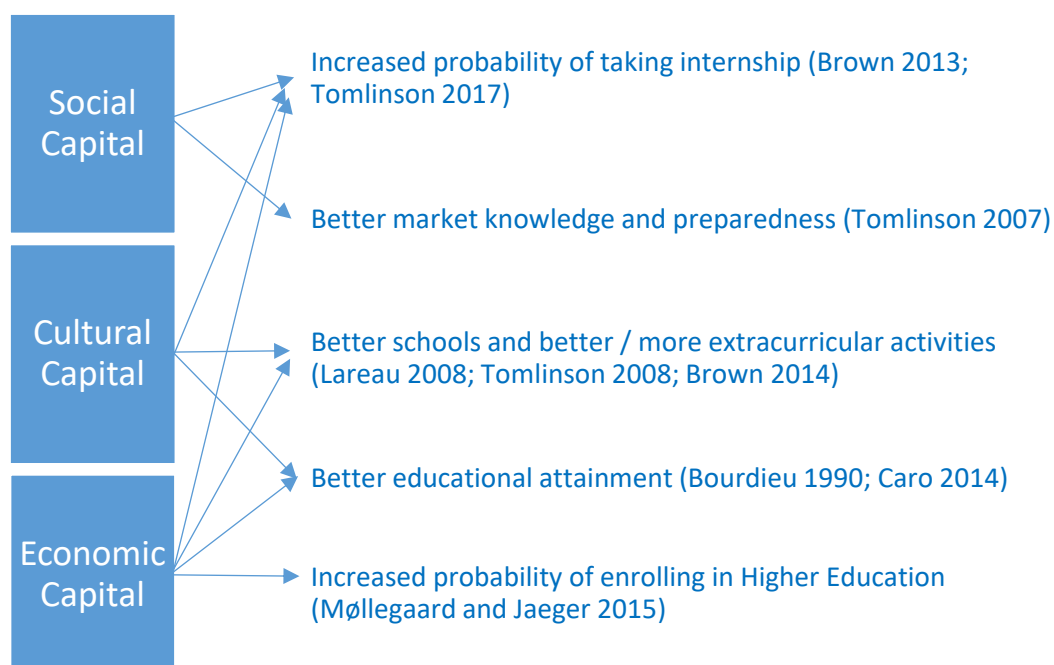 Social
Capital
Increased probability of taking internship (Brown 2013;
Tomlinson 2017)
Better market knowledge and preparedness (Tomlinson 2007)
Cultural
Capital
Better schools and better / more extracurricular activities
(Lareau 2008; Tomlinson 2008; Brown 2014)
Better educational attainment (Bourdieu 1990; Caro 2014)
Economic
Capital
Increased probability of enrolling in Higher Education
(Møllegaard and Jaeger 2015)